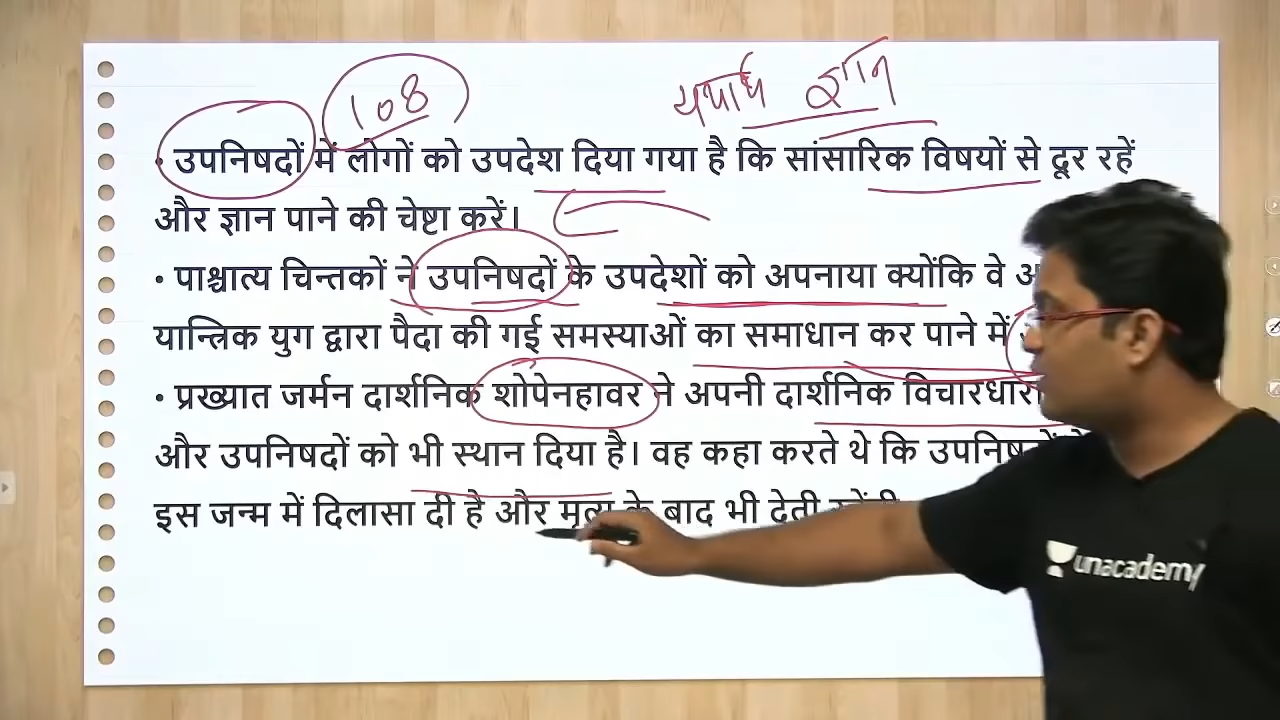 108
यथार्थ ज्ञान
• उपनिषदों में लोगों को उपदेश दिया गया है कि सांसारिक विषयों से दूर रहें
और ज्ञान पाने की चेष्टा करें।
• पाश्चात्य चिन्तकों ने उपनिषदों के उपदेशों को अपनाया क्योंकि वे
यान्त्रिक युग द्वारा पैदा की गई समस्याओं का समाधान कर पाने में
• प्रख्यात जर्मन दार्शनिक शोपेनहावर ने अपनी दार्शनिक विचारधारा
और उपनिषदों को भी स्थान दिया है। वह कहा करते थे कि उपनिषदों
इस जन्म में दिलासा दी है और मृत्यु के बाद भी देती रहेंगी
unacademy